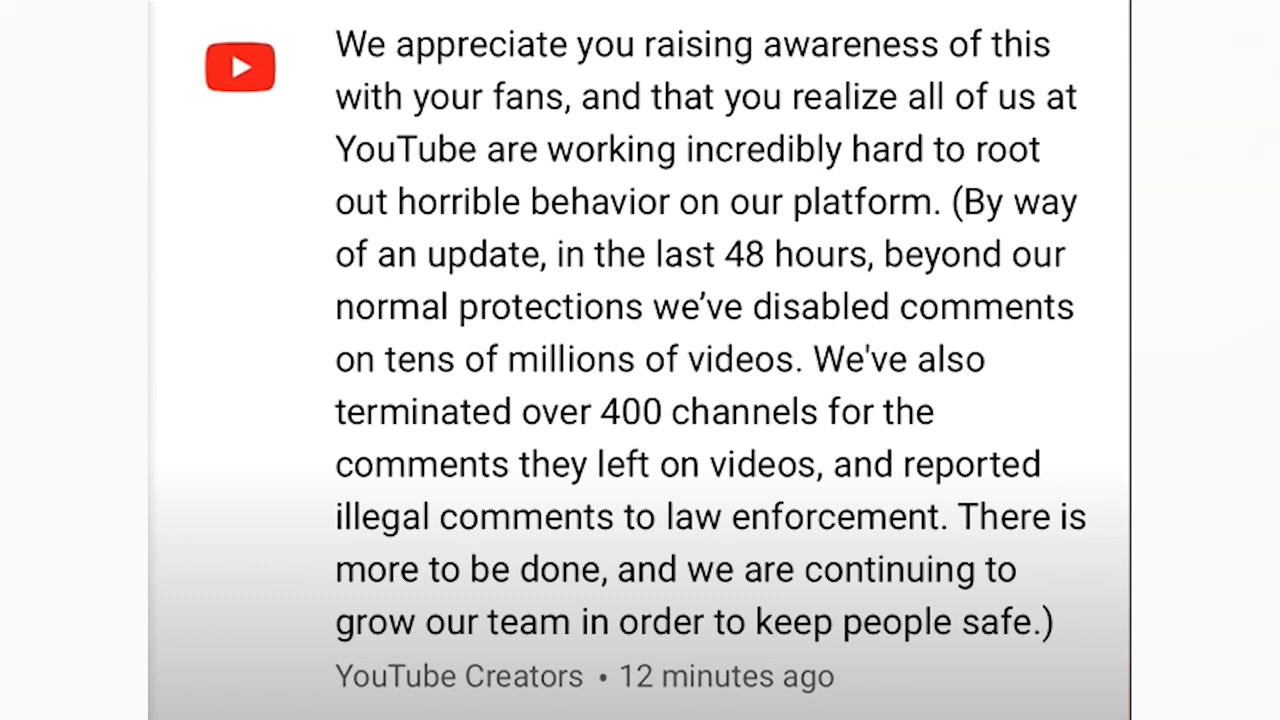 We appreciate you raising awareness of this
with your fans, and that you realize all of us at
YouTube are working incredibly hard to root
out horrible behavior on our platform. (By way
of an update, in the last 48 hours, beyond our
normal protections we’ve disabled comments
on tens of millions of videos. We've also
terminated over 400 channels for the
comments they left on videos, and reported
illegal comments to law enforcement. There is
more to be done, and we are continuing to
grow our team in order to keep people safe.)
YouTube Creators • 12 minutes ago